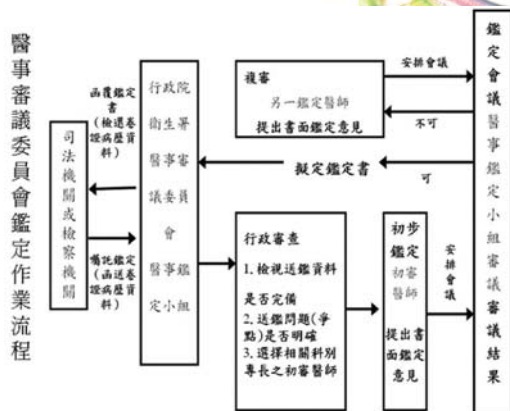 醫事審議委員會鑑定作業流程
司法機關或檢察機關
函覆鑑定
書
(檢還卷
證病歷資
料)
囑託鑑定
(函送卷
證病歷資
料)
行政院
衛生署
醫事審
議委員
會
醫事鑑
定小組
複審
另一鑑定醫師
提出書面鑑定意見
安排會議
不可
擬定鑑定書
可
行政審查
1. 檢視送鑑資料
是否完備
2. 送鑑問題(爭
點)是否明確
3. 選擇相關科別
專長之初審醫師
初步
鑑定
初審
醫師
提出書
面鑑定
意見
安排會議
鑑定會議醫事鑑定小組審議審議結果